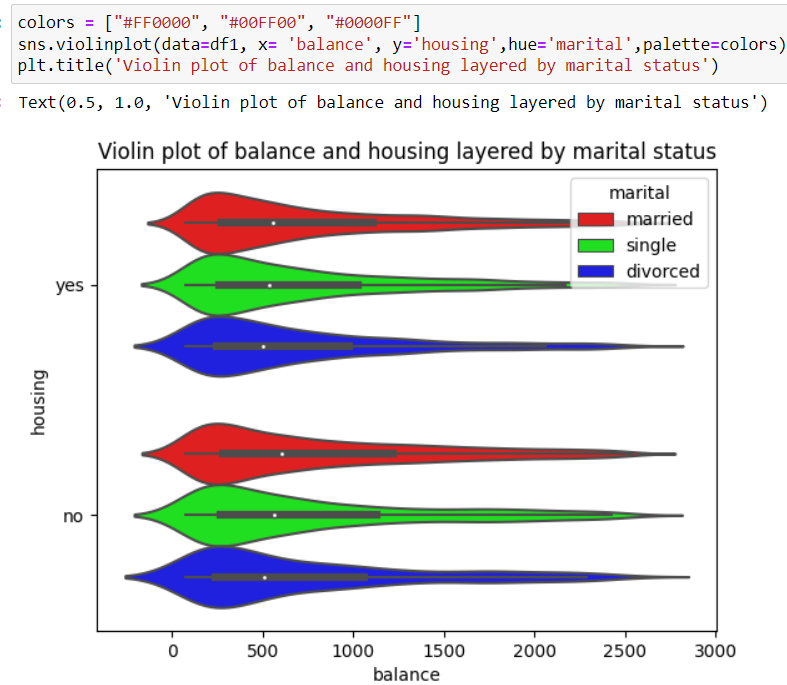 colors = ["#FF0000", "#00FF00", "#0000FF"]
sns.violinplot(data=df1, x= 'balance', y='housing',hue='marital',palette=colors)
plt.title('Violin plot of balance and housing layered by marital status')
Text(0.5, 1.0, 'Violin plot of balance and housing layered by marital status')
Violin plot of balance and housing layered by marital status
marital
married
single
divorced
yes
no
housing
0 500 1000 1500 2000 2500 3000
balance